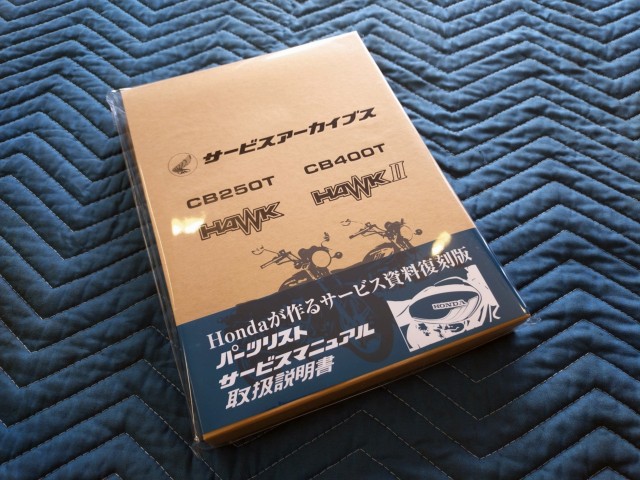 サービスアーカイブス
CB250T CB400T
HAWK HAWK II
Hondaが作るサービス資料復刻版
パーツリスト
サービスマニュアル
取扱説明書
HONDA